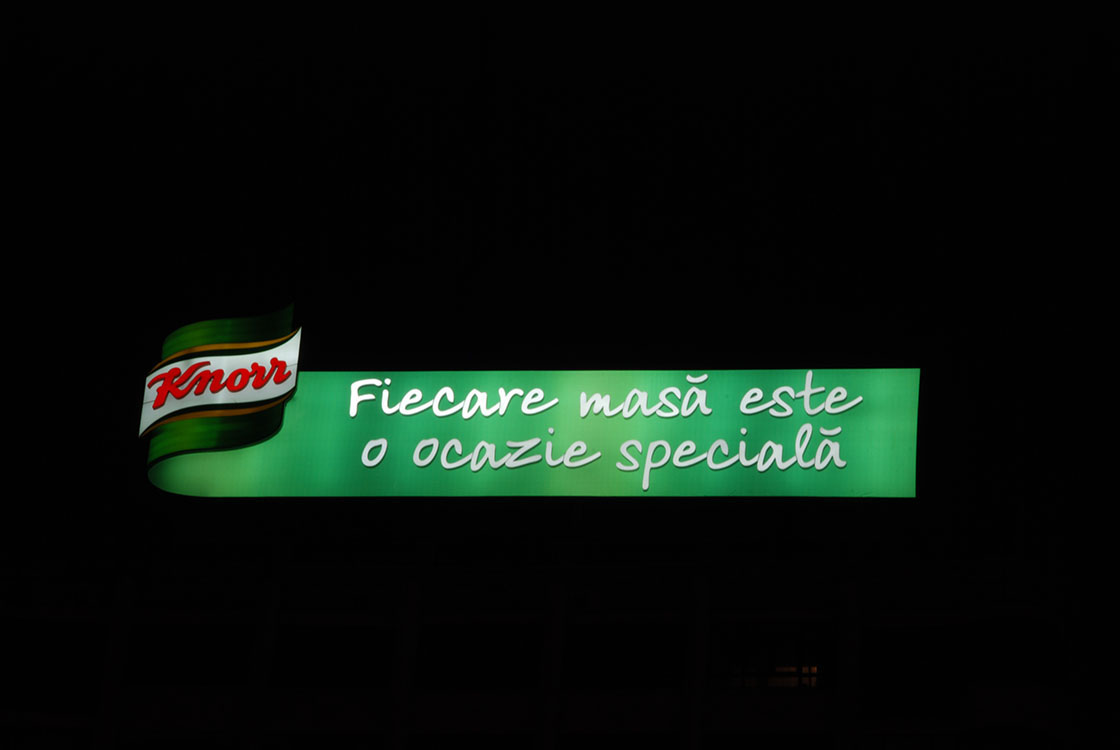 Knorr
Fiecare masă este
o ocazie specială